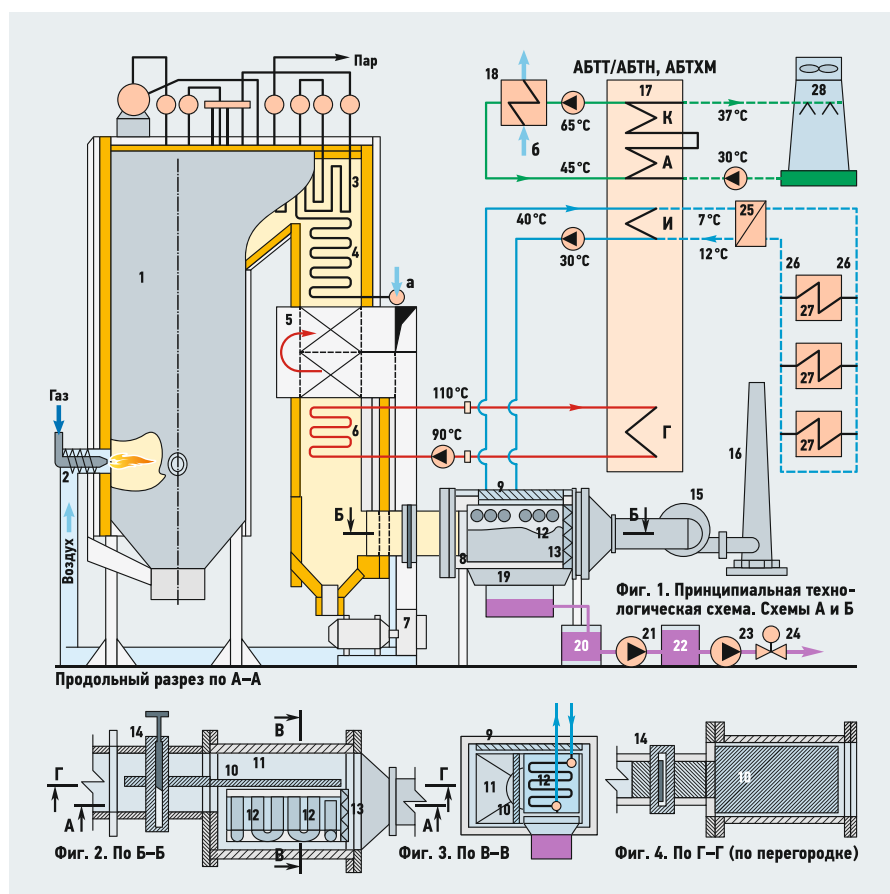 Пар
18
АБТТ/АБТН, АБТХМ
17
28
К
65°С
37°С
б
А
45°С
30°С
3
И
40°С
7°С
25
30°С
12°С
4
1
26
26
а
27
5
27
Газ
110°С
6
90°С
Г
27
16
2
9
15
Б
12
Б
8
13
Воздух
19
Фиг. 1. Принципиальная техно-
логическая схема. Схемы А и Б
7
20
21
22
23
24
Продольный разрез по А–А
14
В
11
Г
10
А
12
12
13
В
Фиг. 2. По Б–Б
9
11
12
10
Г
А
Фиг. 3. По В–В
14
10
Фиг. 4. По Г–Г (по перегородке)